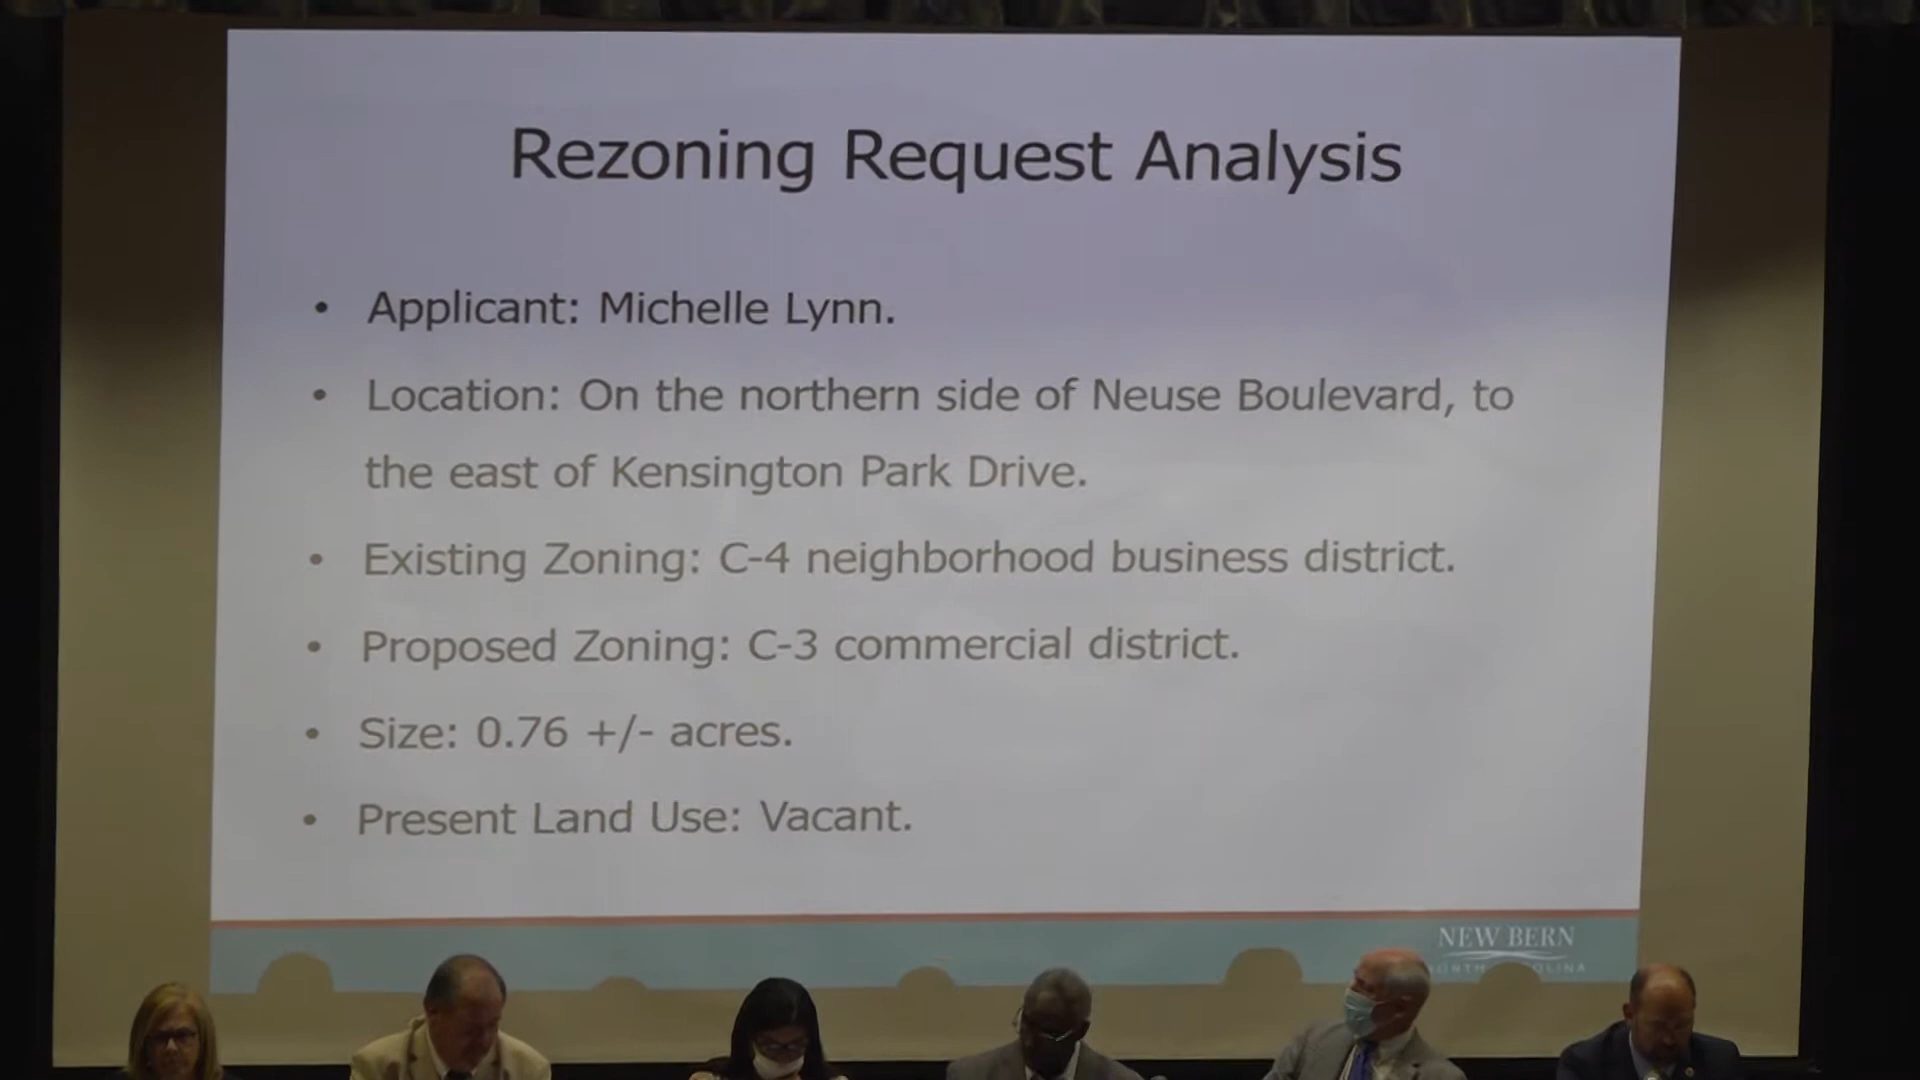 Rezoning Request Analysis
• Applicant: Michelle Lynn.
• Location: On the northern side of Neuse Boulevard, to
the east of Kensington Park Drive.
• Existing Zoning: C-4 neighborhood business district.
• Proposed Zoning: C-3 commercial district.
• Size: 0.76 +/- acres.
• Present Land Use: Vacant.
NEW BERN